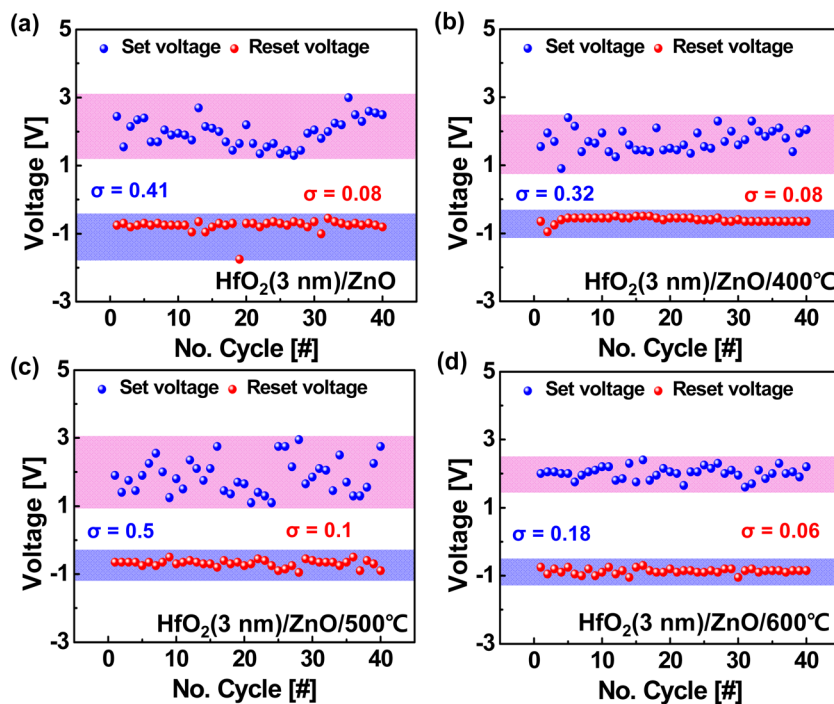 (a)
5
3
1
-1
-3
Voltage [V]
Set voltage Reset voltage
σ = 0.41 σ = 0.08
HfO₂(3 nm)/ZnO
0 10 20 30 40
No. Cycle [#]
(b)
5
3
1
-1
-3
Voltage [V]
Set voltage Reset voltage
σ = 0.32 σ = 0.08
HfO₂(3 nm)/ZnO/400℃
0 10 20 30 40
No. Cycle [#]
(c)
5
3
1
-1
-3
Voltage [V]
Set voltage Reset voltage
σ = 0.5 σ = 0.1
HfO₂(3 nm)/ZnO/500℃
0 10 20 30 40
No. Cycle [#]
(d)
5
3
1
-1
-3
Voltage [V]
Set voltage Reset voltage
σ = 0.18 σ = 0.06
HfO₂(3 nm)/ZnO/600℃
0 10 20 30 40
No. Cycle [#]